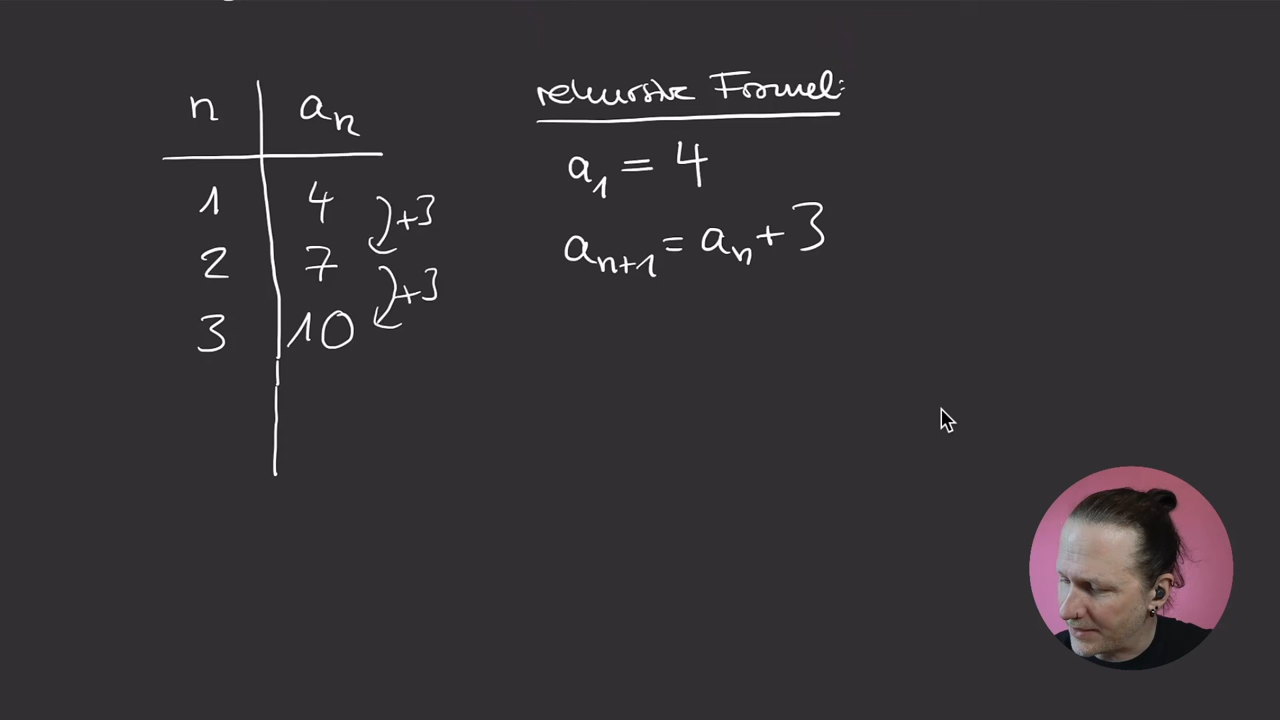 n aₙ
1 4
+3
2 7
+3
3 10
rekursive Formel:
a₁ = 4
aₙ₊₁ = aₙ + 3